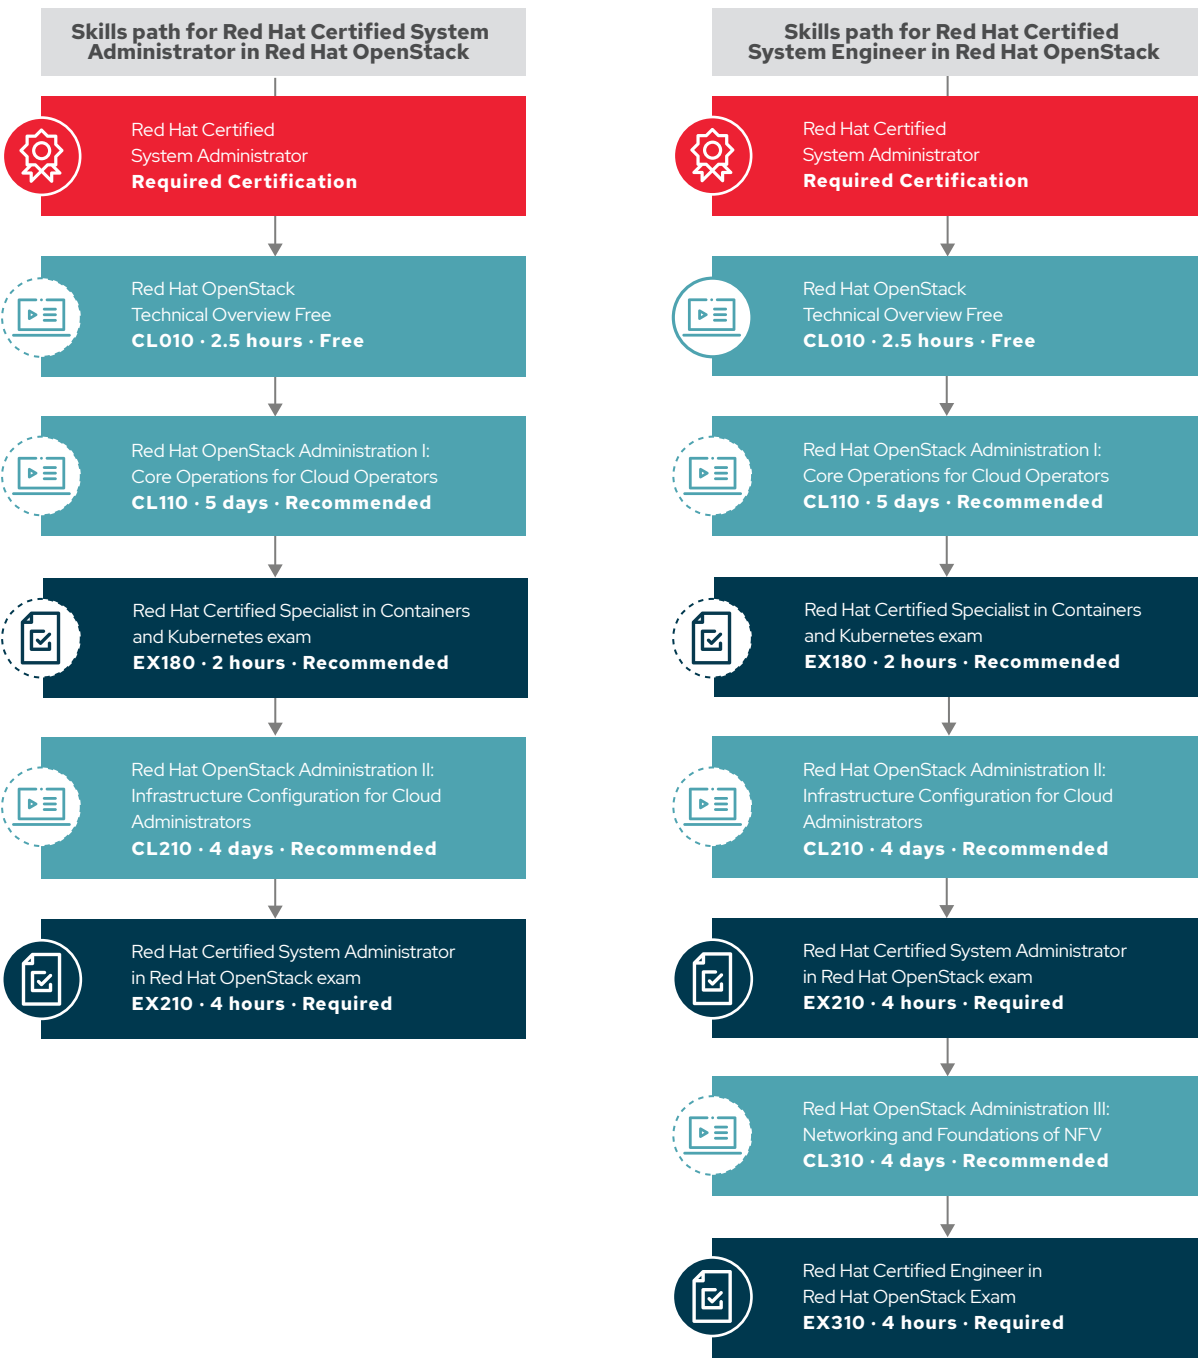 Skills path for Red Hat Certified System
Administrator in Red Hat OpenStack
Red Hat Certified
System Administrator
Required Certification
Red Hat OpenStack
Technical Overview Free
CL010 · 2.5 hours · Free
Red Hat OpenStack Administration I:
Core Operations for Cloud Operators
CL110 · 5 days · Recommended
Red Hat Certified Specialist in Containers
and Kubernetes exam
EX180 · 2 hours · Recommended
Red Hat OpenStack Administration II:
Infrastructure Configuration for Cloud
Administrators
CL210 · 4 days · Recommended
Red Hat Certified System Administrator
in Red Hat OpenStack exam
EX210 · 4 hours · Required
Skills path for Red Hat Certified
System Engineer in Red Hat OpenStack
Red Hat Certified
System Administrator
Required Certification
Red Hat OpenStack
Technical Overview Free
CL010 · 2.5 hours · Free
Red Hat OpenStack Administration I:
Core Operations for Cloud Operators
CL110 · 5 days · Recommended
Red Hat Certified Specialist in Containers
and Kubernetes exam
EX180 · 2 hours · Recommended
Red Hat OpenStack Administration II:
Infrastructure Configuration for Cloud
Administrators
CL210 · 4 days · Recommended
Red Hat Certified System Administrator
in Red Hat OpenStack exam
EX210 · 4 hours · Required
Red Hat OpenStack Administration III:
Networking and Foundations of NFV
CL310 · 4 days · Recommended
Red Hat Certified Engineer in
Red Hat OpenStack Exam
EX310 · 4 hours · Required